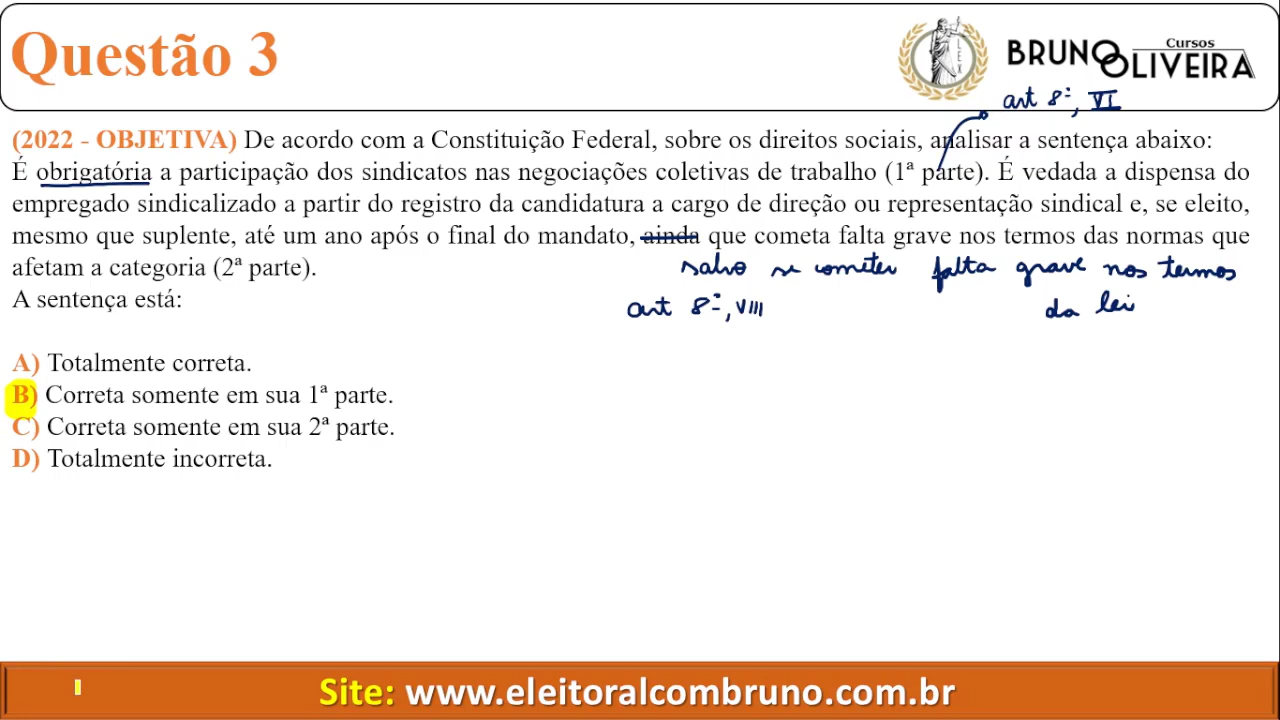 Questão 3
Cursos
BRUNO
OLIVEIRA
LEX
art 8º, VI
(2022 - OBJETIVA) De acordo com a Constituição Federal, sobre os direitos sociais, analisar a sentença abaixo:
É obrigatória a participação dos sindicatos nas negociações coletivas de trabalho (1ª parte). É vedada a dispensa do
empregado sindicalizado a partir do registro da candidatura a cargo de direção ou representação sindical e, se eleito,
mesmo que suplente, até um ano após o final do mandato, ainda que cometa falta grave nos termos das normas que
afetam a categoria (2ª parte).
salvo se cometer falta grave nos termos
da lei
art 8º, VIII
A sentença está:
A) Totalmente correta.
B) Correta somente em sua 1ª parte.
C) Correta somente em sua 2ª parte.
D) Totalmente incorreta.
Site: www.eleitoralcombruno.com.br